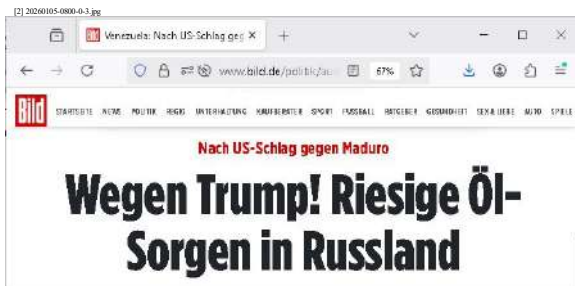 [2] 20260105-0800-0-3.jpg
Venezuela: Nach US-Schlag geg
www.bild.de/politik/au
67%
Bild STARTSEITE NEWS POLITIK REGIO UNTERHALTUNG KAUFBERATER SPORT FUSSBALL RATGEBER GESUNDHEIT SEX & LIEBE AUTO SPIELE
Nach US-Schlag gegen Maduro
Wegen Trump! Riesige Öl-
Sorgen in Russland